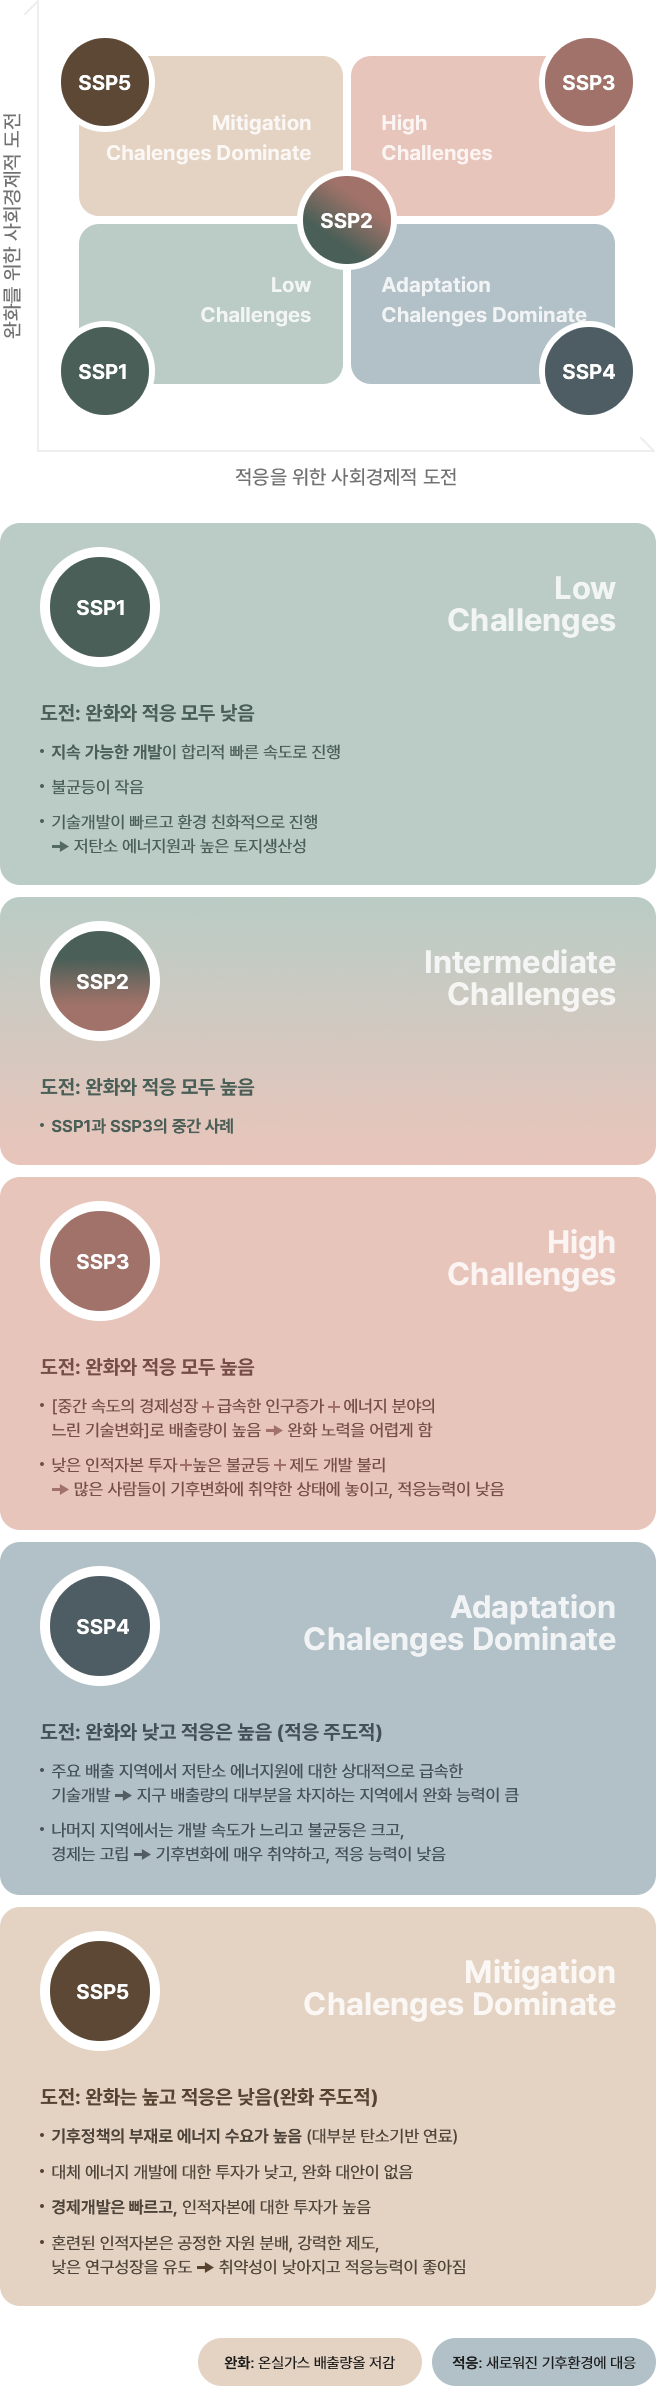 완화를 위한 사회경제적 도전
SSP5
Mitigation
Chalenges Dominate
SSP3
High
Challenges
SSP2
Low
Challenges
SSP1
Adaptation
Chalenges Dominate
SSP4
적응을 위한 사회경제적 도전
SSP1
Low
Challenges
도전: 완화와 적응 모두 낮음
• 지속 가능한 개발이 합리적 빠른 속도로 진행
• 불균등이 작음
• 기술개발이 빠르고 환경 친화적으로 진행
➔ 저탄소 에너지원과 높은 토지생산성
SSP2
Intermediate
Challenges
도전: 완화와 적응 모두 높음
• SSP1과 SSP3의 중간 사례
SSP3
High
Challenges
도전: 완화와 적응 모두 높음
• [중간 속도의 경제성장+급속한 인구증가+에너지 분야의
느린 기술변화]로 배출량이 높음 ➔ 완화 노력을 어렵게 함
• 낮은 인적자본 투자+높은 불균등+제도 개발 불리
➔ 많은 사람들이 기후변화에 취약한 상태에 놓이고, 적응능력이 낮음
SSP4
Adaptation
Chalenges Dominate
도전: 완화와 낮고 적응은 높음 (적응 주도적)
• 주요 배출 지역에서 저탄소 에너지원에 대한 상대적으로 급속한
기술개발 ➔ 지구 배출량의 대부분을 차지하는 지역에서 완화 능력이 큼
• 나머지 지역에서는 개발 속도가 느리고 불균둥은 크고,
경제는 고립 ➔ 기후변화에 매우 취약하고, 적응 능력이 낮음
SSP5
Mitigation
Chalenges Dominate
도전: 완화는 높고 적응은 낮음(완화 주도적)
• 기후정책의 부재로 에너지 수요가 높음 (대부분 탄소기반 연료)
• 대체 에너지 개발에 대한 투자가 낮고, 완화 대안이 없음
• 경제개발은 빠르고, 인적자본에 대한 투자가 높음
• 훈련된 인적자본은 공정한 자원 분배, 강력한 제도,
낮은 연구성장을 유도 ➔ 취약성이 낮아지고 적응능력이 좋아짐
완화: 온실가스 배출량올 저감
적응: 새로워진 기후환경에 대응